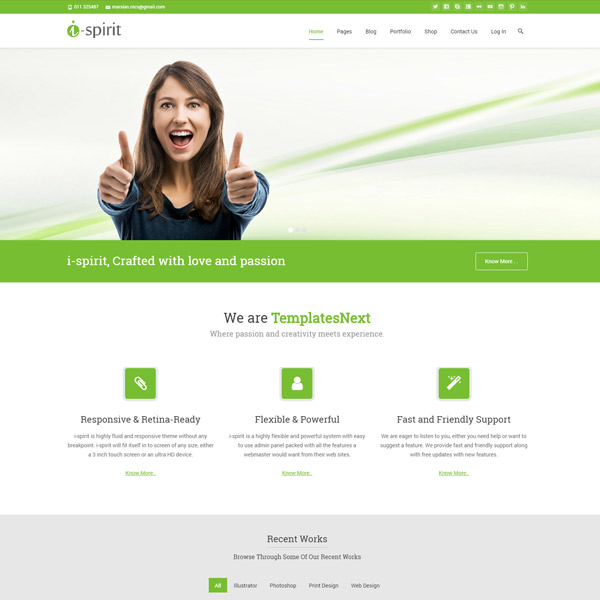 011 325487 marsian.mcs@gmail.com
i-spirit
Home Pages Blog Portfolio Shop Contact Us Log In
i-spirit, Crafted with love and passion
Know More . .
We are TemplatesNext
Where passion and creativity meets experience.
Responsive & Retina-Ready
i-spirit is highly fluid and responsive theme without any
breakpoint. i-spirit will fit itself in to screen of any size, either
a 3 inch touch screen or an ultra HD device.
Know More..
Flexible & Powerful
i-spirit is a highly flexible and powerful system with easy
to use admin panel packed with all the features a
webmaster would want from their web sites.
Know More..
Fast and Friendly Support
We are eager to listen to you, either you need help or want to
suggest a feature. We provide fast and friendly support along
with free updates with new features.
Know More..
Recent Works
Browse Through Some Of Our Recent Works
All Illustrator Photoshop Print Design Web Design